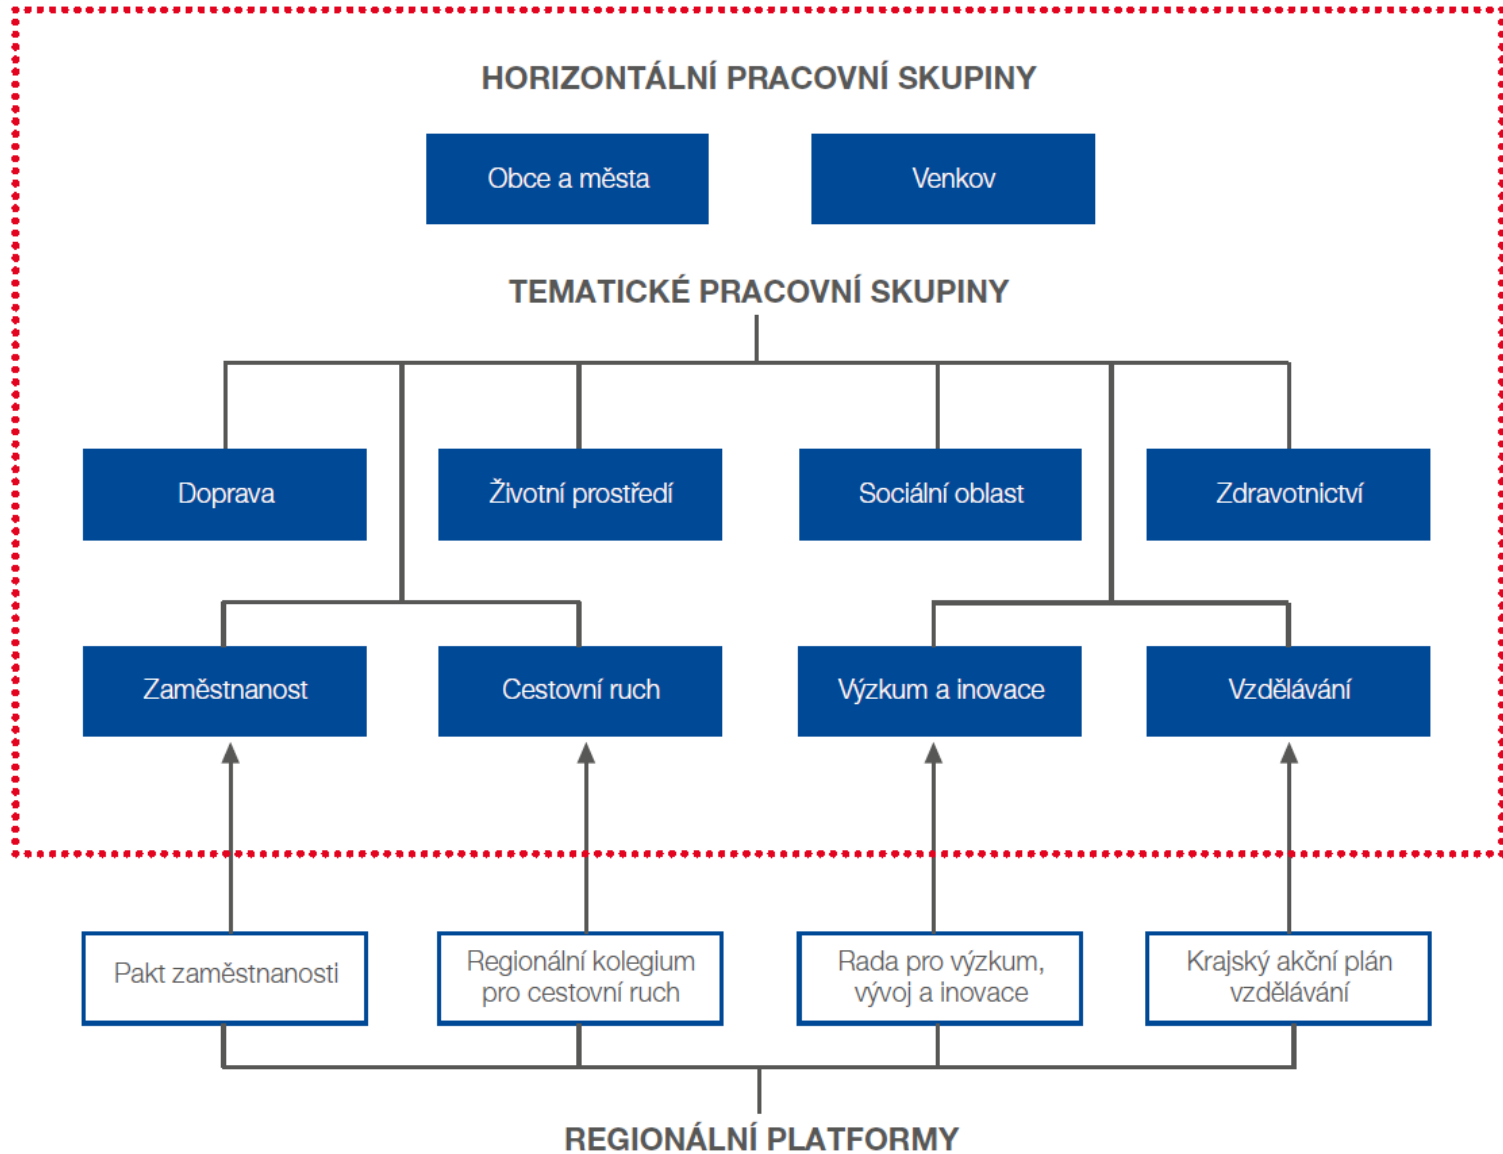 HORIZONTÁLNÍ PRACOVNÍ SKUPINY
Obce a města
Venkov
TEMATICKÉ PRACOVNÍ SKUPINY
Doprava
Životní prostředí
Sociální oblast
Zdravotnictví
Zaměstnanost
Cestovní ruch
Výzkum a inovace
Vzdělávání
Pakt zaměstnanosti
Regionální kolegium
pro cestovní ruch
Rada pro výzkum,
vývoj a inovace
Krajský akční plán
vzdělávání
REGIONÁLNÍ PLATFORMY